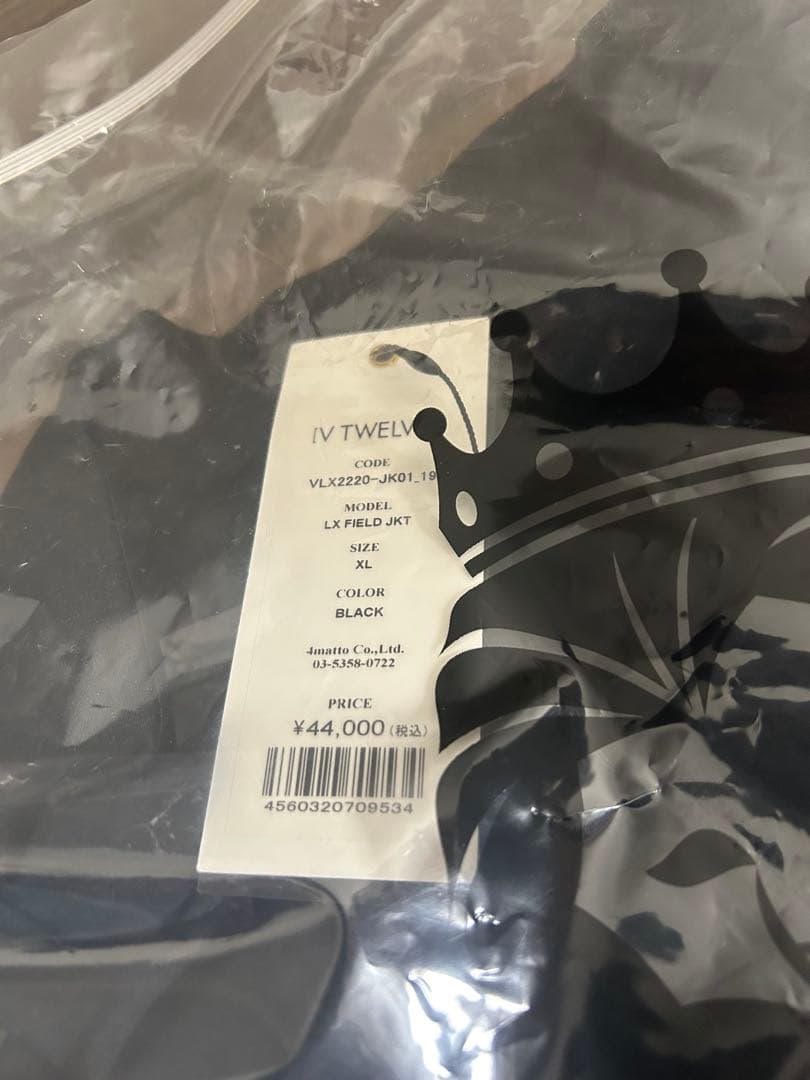 IV TWELV
CODE
VLX2220-JK01_19
MODEL
LX FIELD JKT
SIZE
XL
COLOR
BLACK
4matto Co.,Ltd.
03-5358-0722
PRICE
¥44,000(税込)
4560320709534